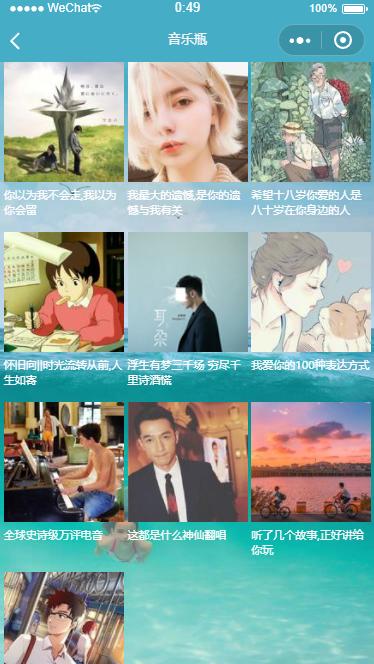 WeChat
0:49
100%
音乐瓶
你以为我不会走,我以为
你会留
我最大的遗憾,是你的遗
憾与我有关
希望十八岁你爱的人是
八十岁在你身边的人
耳朵
怀旧向||时光流转从前,人
生如寄
浮生有梦三千场 穷尽千
里诗酒慌
我爱你的100种表达方式
全球史诗级万评电音
这都是什么神仙翻唱
听了几个故事,正好讲给
你玩